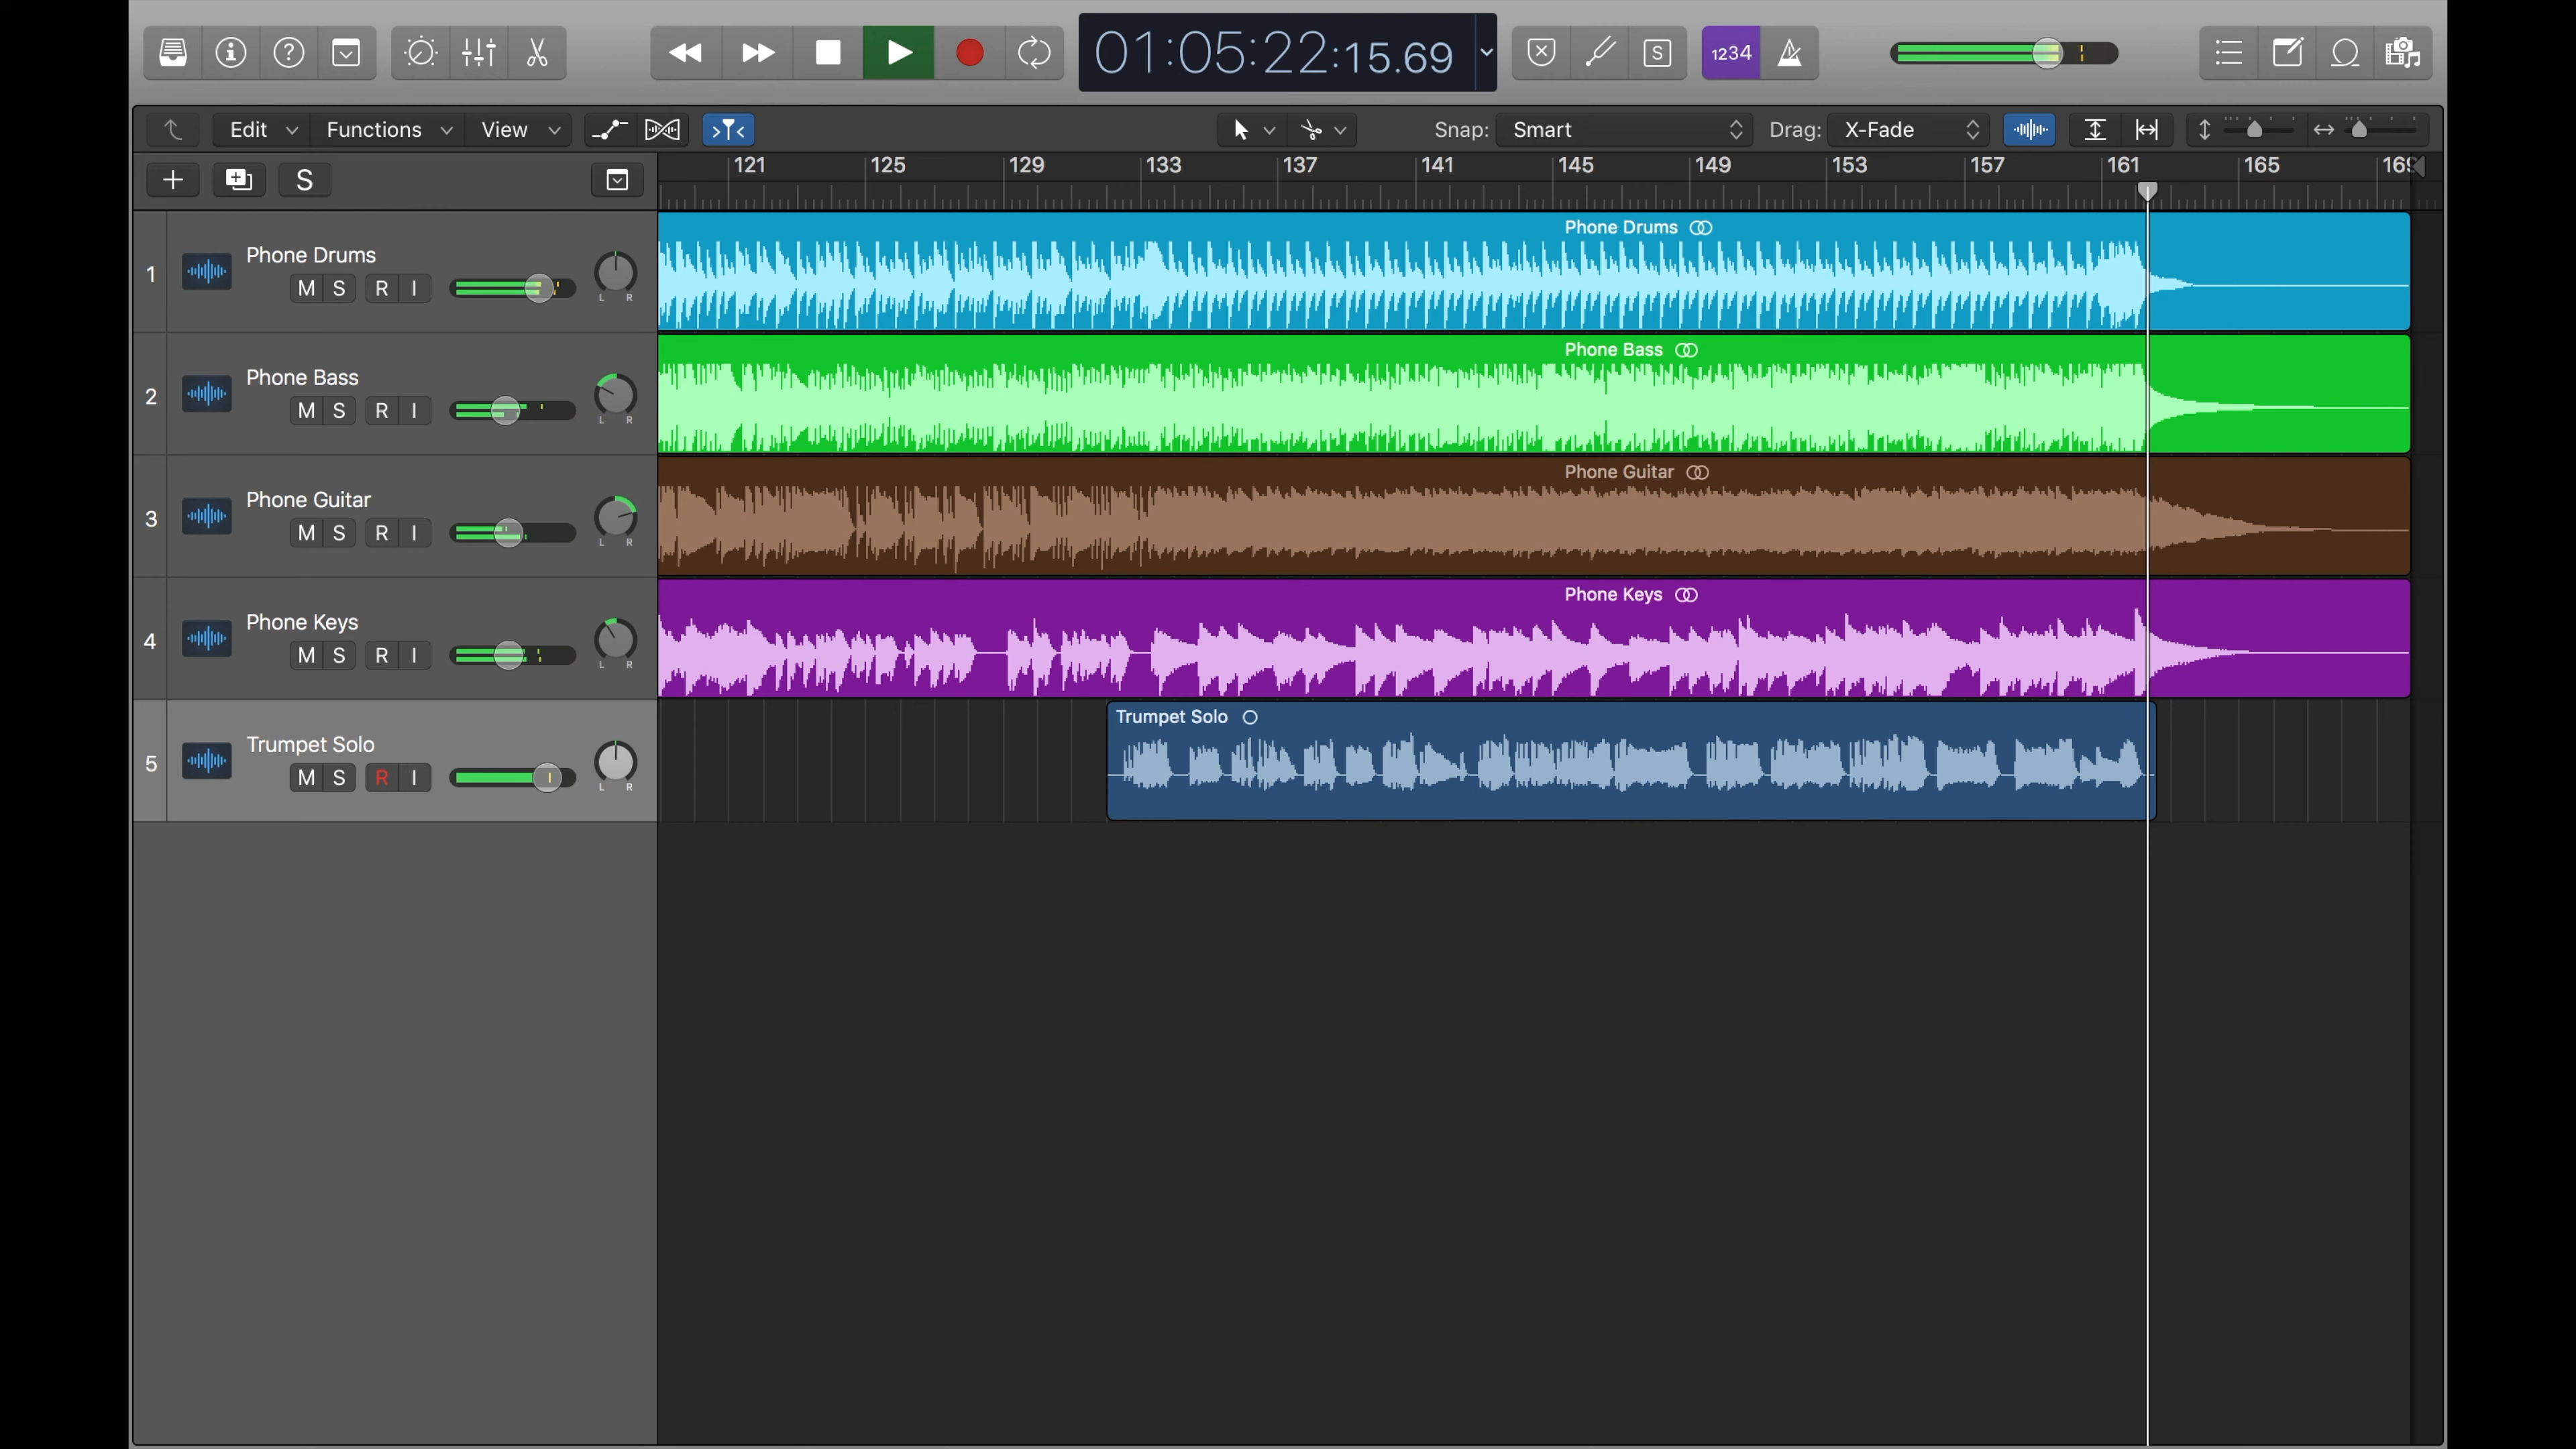 01:05:22:15.69
S
1234
Edit Functions View Snap: Smart Drag: X-Fade
S
121 125 129 133 137 141 145 149 153 157 161 165
1 Phone Drums
M S R I L R
Phone Drums
2 Phone Bass
M S R I L R
Phone Bass
3 Phone Guitar
M S R I L R
Phone Guitar
4 Phone Keys
M S R I L R
Phone Keys
5 Trumpet Solo
M S R I L R
Trumpet Solo